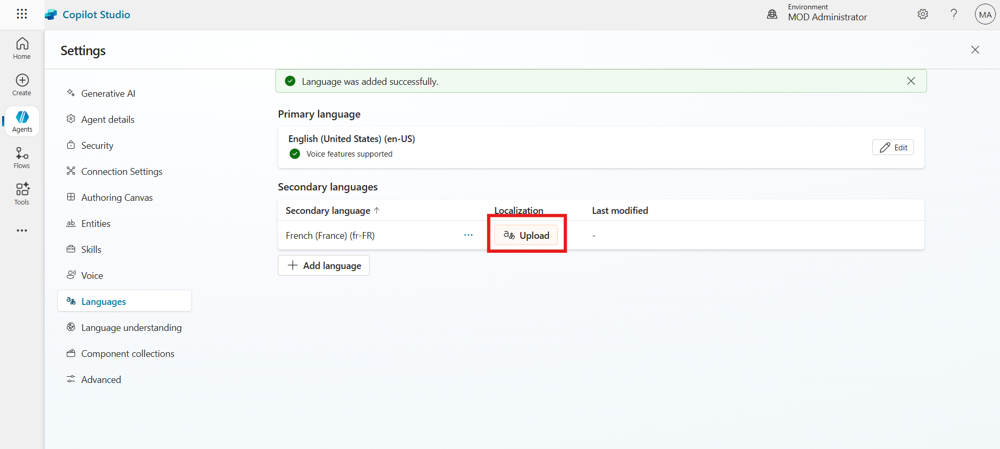 Copilot Studio
Environment
MOD Administrator
MA
Home
Create
Agents
Flows
Tools
Settings
Generative AI
Agent details
Security
Connection Settings
Authoring Canvas
Entities
Skills
Voice
Languages
Language understanding
Component collections
Advanced
Language was added successfully.
Primary language
English (United States) (en-US)
Voice features supported
Edit
Secondary languages
Secondary language ↑ Localization Last modified
French (France) (fr-FR) ... Upload -
+ Add language